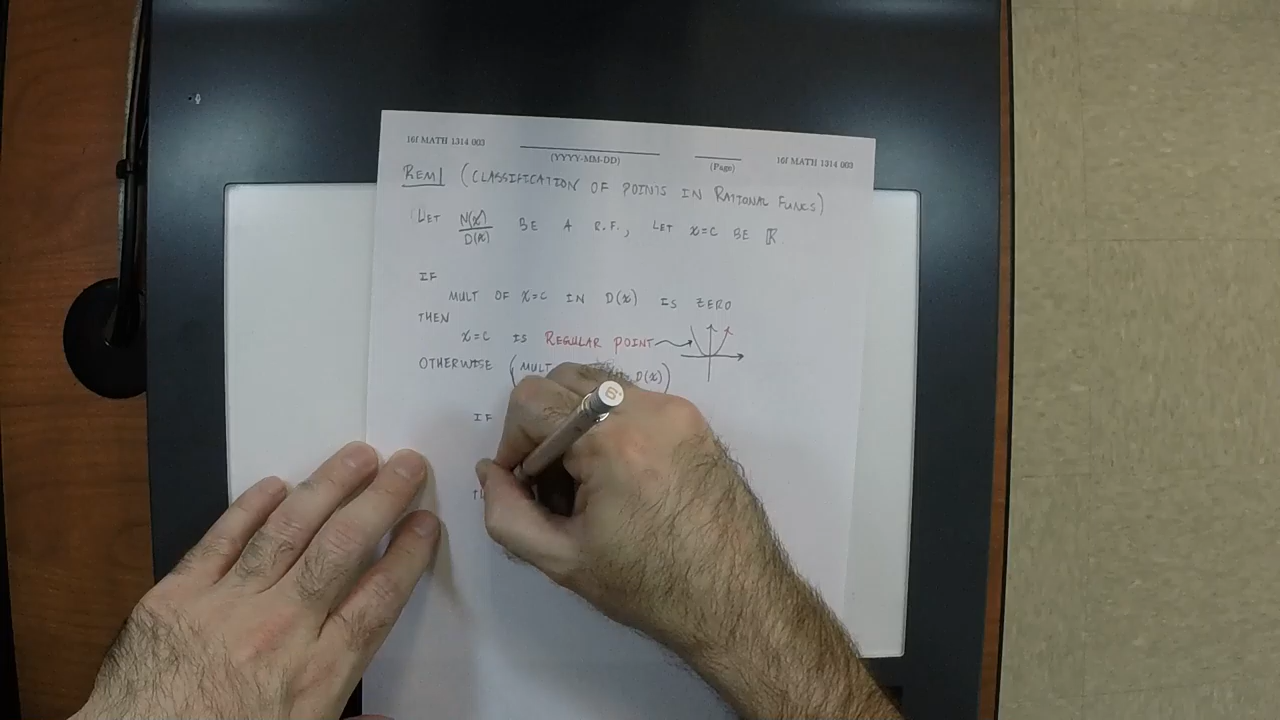 16f MATH 1314 003 (YYYY-MM-DD) (Page) 16f MATH 1314 003
REM| (CLASSIFICATION OF POINTS IN RATIONAL FUNCS)
LET N(x)/D(x) BE A R.F., LET x=C BE ℝ.
IF
MULT OF x=C IN D(x) IS ZERO
THEN
x=C IS REGULAR POINT
OTHERWISE (MULT D(x))
IF